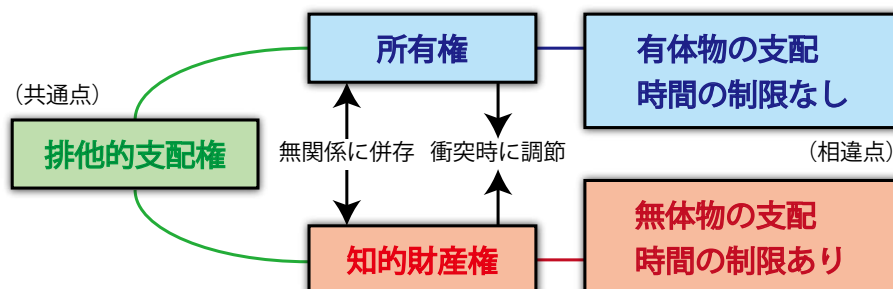 所有権
有体物の支配
時間の制限なし
（共通点）
排他的支配権
無関係に併存
衝突時に調節
（相違点）
知的財産権
無体物の支配
時間の制限あり